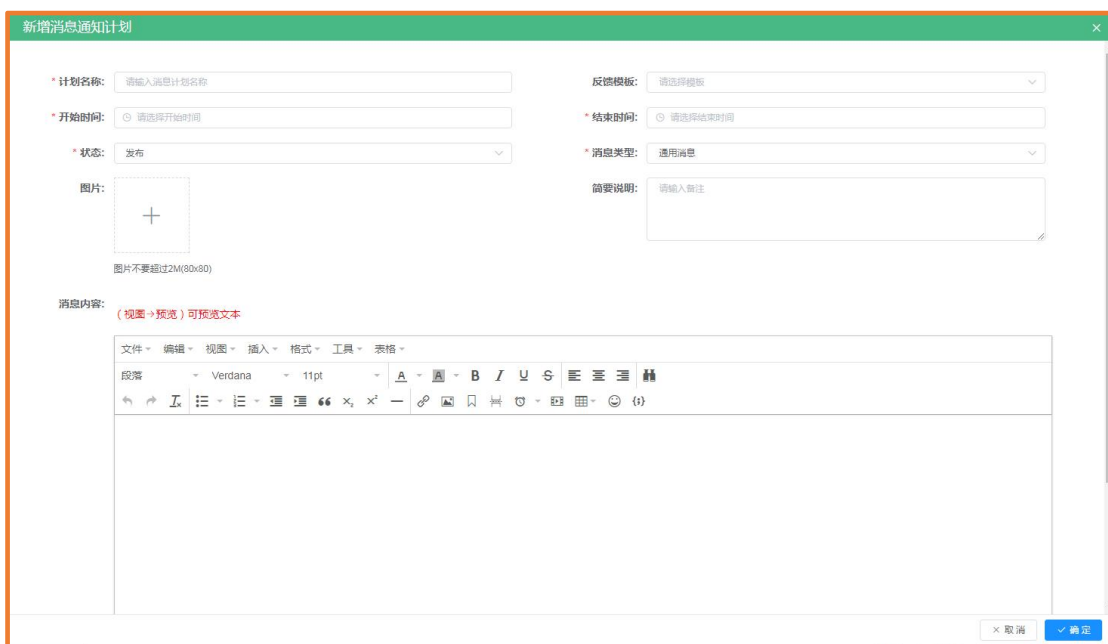 新增消息通知计划
* 计划名称: 请输入消息计划名称 反馈模板: 请选择模板
* 开始时间: 请选择开始时间 * 结束时间: 请选择结束时间
* 状态: 发布 * 消息类型: 通用消息
图片: 简要说明: 请输入备注
图片不要超过2M(80x80)
消息内容:
(视图→预览)可预览文本
文件 编辑 视图 插入 格式 工具 表格
段落 Verdana 11pt
取消 确定